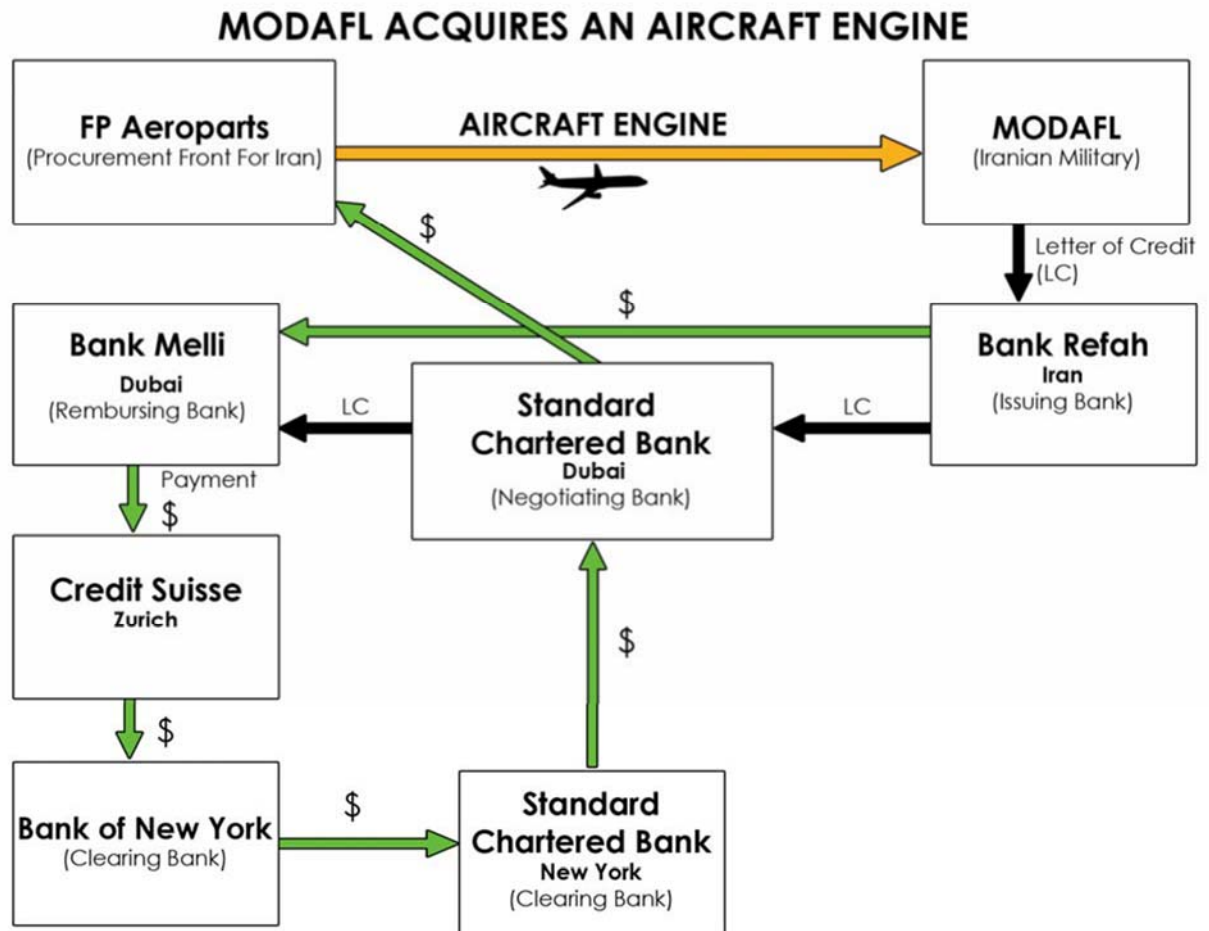 MODAFL ACQUIRES AN AIRCRAFT ENGINE
FP Aeroparts
(Procurement Front For Iran)
AIRCRAFT ENGINE
MODAFL
(Iranian Military)
$
Letter of Credit
(LC)
$
Bank Melli
Dubai
(Rembursing Bank)
LC
Standard
Chartered Bank
Dubai
(Negotiating Bank)
LC
Bank Refah
Iran
(Issuing Bank)
Payment
$
Credit Suisse
Zurich
$
$
Bank of New York
(Clearing Bank)
$
Standard
Chartered Bank
New York
(Clearing Bank)